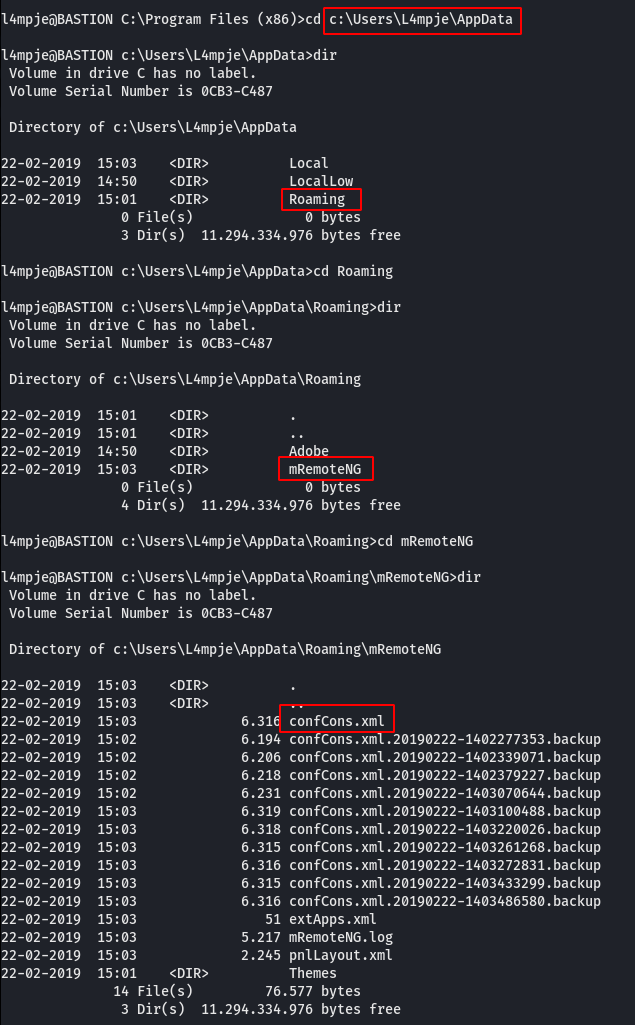 l4mpje@BASTION C:\Program Files (x86)>cd c:\Users\L4mpje\AppData
l4mpje@BASTION c:\Users\L4mpje\AppData>dir
Volume in drive C has no label.
Volume Serial Number is 0CB3-C487
Directory of c:\Users\L4mpje\AppData
22-02-2019  15:03    <DIR>          Local
22-02-2019  14:50    <DIR>          LocalLow
22-02-2019  15:01    <DIR>          Roaming
0 File(s)              0 bytes
3 Dir(s)  11.294.334.976 bytes free
l4mpje@BASTION c:\Users\L4mpje\AppData>cd Roaming
l4mpje@BASTION c:\Users\L4mpje\AppData\Roaming>dir
Volume in drive C has no label.
Volume Serial Number is 0CB3-C487
Directory of c:\Users\L4mpje\AppData\Roaming
22-02-2019  15:01    <DIR>          .
22-02-2019  15:01    <DIR>          ..
22-02-2019  14:50    <DIR>          Adobe
22-02-2019  15:03    <DIR>          mRemoteNG
0 File(s)              0 bytes
4 Dir(s)  11.294.334.976 bytes free
l4mpje@BASTION c:\Users\L4mpje\AppData\Roaming>cd mRemoteNG
l4mpje@BASTION c:\Users\L4mpje\AppData\Roaming\mRemoteNG>dir
Volume in drive C has no label.
Volume Serial Number is 0CB3-C487
Directory of c:\Users\L4mpje\AppData\Roaming\mRemoteNG
22-02-2019  15:03    <DIR>          .
22-02-2019  15:03    <DIR>          ..
22-02-2019  15:03             6.316 confCons.xml
22-02-2019  15:02             6.194 confCons.xml.20190222-1402277353.backup
22-02-2019  15:02             6.206 confCons.xml.20190222-1402339071.backup
22-02-2019  15:02             6.218 confCons.xml.20190222-1402379227.backup
22-02-2019  15:02             6.231 confCons.xml.20190222-1403070644.backup
22-02-2019  15:03             6.319 confCons.xml.20190222-1403100488.backup
22-02-2019  15:03             6.318 confCons.xml.20190222-1403220026.backup
22-02-2019  15:03             6.315 confCons.xml.20190222-1403261268.backup
22-02-2019  15:03             6.316 confCons.xml.20190222-1403272831.backup
22-02-2019  15:03             6.315 confCons.xml.20190222-1403433299.backup
22-02-2019  15:03             6.316 confCons.xml.20190222-1403486580.backup
22-02-2019  15:03                51 extApps.xml
22-02-2019  15:03             5.217 mRemoteNG.log
22-02-2019  15:03             2.245 pnlLayout.xml
22-02-2019  15:01    <DIR>          Themes
14 File(s)         76.577 bytes
3 Dir(s)  11.294.334.976 bytes free